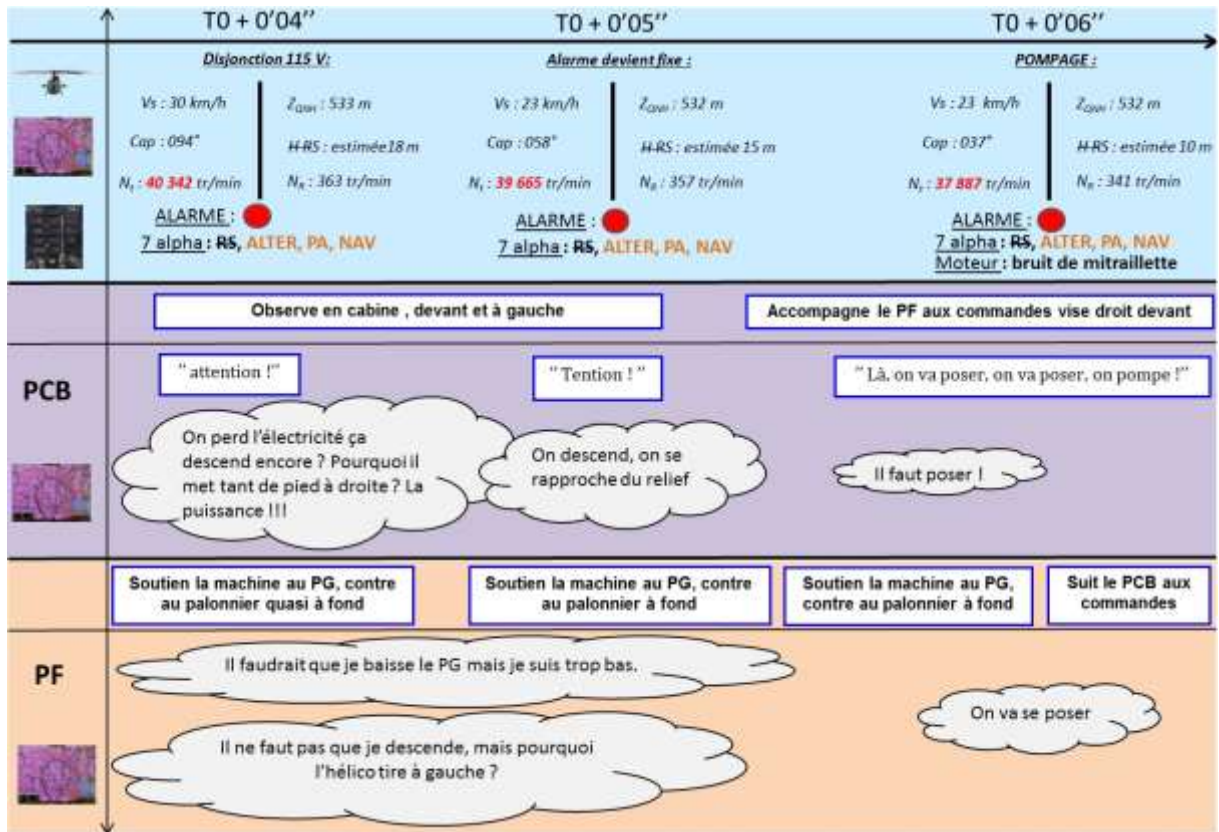 T0 + 0’04’’
T0 + 0’05’’
T0 + 0’06’’
Disjonction 115 V:
Vs : 30 km/h
ZQNH : 533 m
Cap : 094°
H-RS : estimée18 m
Nt : 40 342 tr/min
NR : 363 tr/min
ALARME :
7 alpha : RS, ALTER, PA, NAV
Alarme devient fixe :
Vs : 23 km/h
ZQNH : 532 m
Cap : 058°
H-RS : estimée 15 m
Nt : 39 665 tr/min
NR : 357 tr/min
ALARME :
7 alpha : RS, ALTER, PA, NAV
POMPAGE :
Vs : 23 km/h
ZQNH : 532 m
Cap : 037°
H-RS : estimée 10 m
Nt : 37 887 tr/min
NR : 341 tr/min
ALARME :
7 alpha : RS, ALTER, PA, NAV
Moteur : bruit de mitraillette
Observe en cabine , devant et à gauche
Accompagne le PF aux commandes vise droit devant
PCB
" attention !"
" Tention ! "
" Là, on va poser, on va poser, on pompe !"
On perd l’électricité ça
descend encore ? Pourquoi il
met tant de pied à droite ? La
puissance !!!
On descend, on se
rapproche du relief
Il faut poser !
Soutien la machine au PG, contre
au palonnier quasi à fond
Soutien la machine au PG, contre
au palonnier à fond
Soutien la machine au PG,
contre au palonnier à fond
Suit le PCB aux
commandes
PF
Il faudrait que je baisse le PG mais je suis trop bas.
Il ne faut pas que je descende, mais pourquoi
l’hélico tire à gauche ?
On va se poser